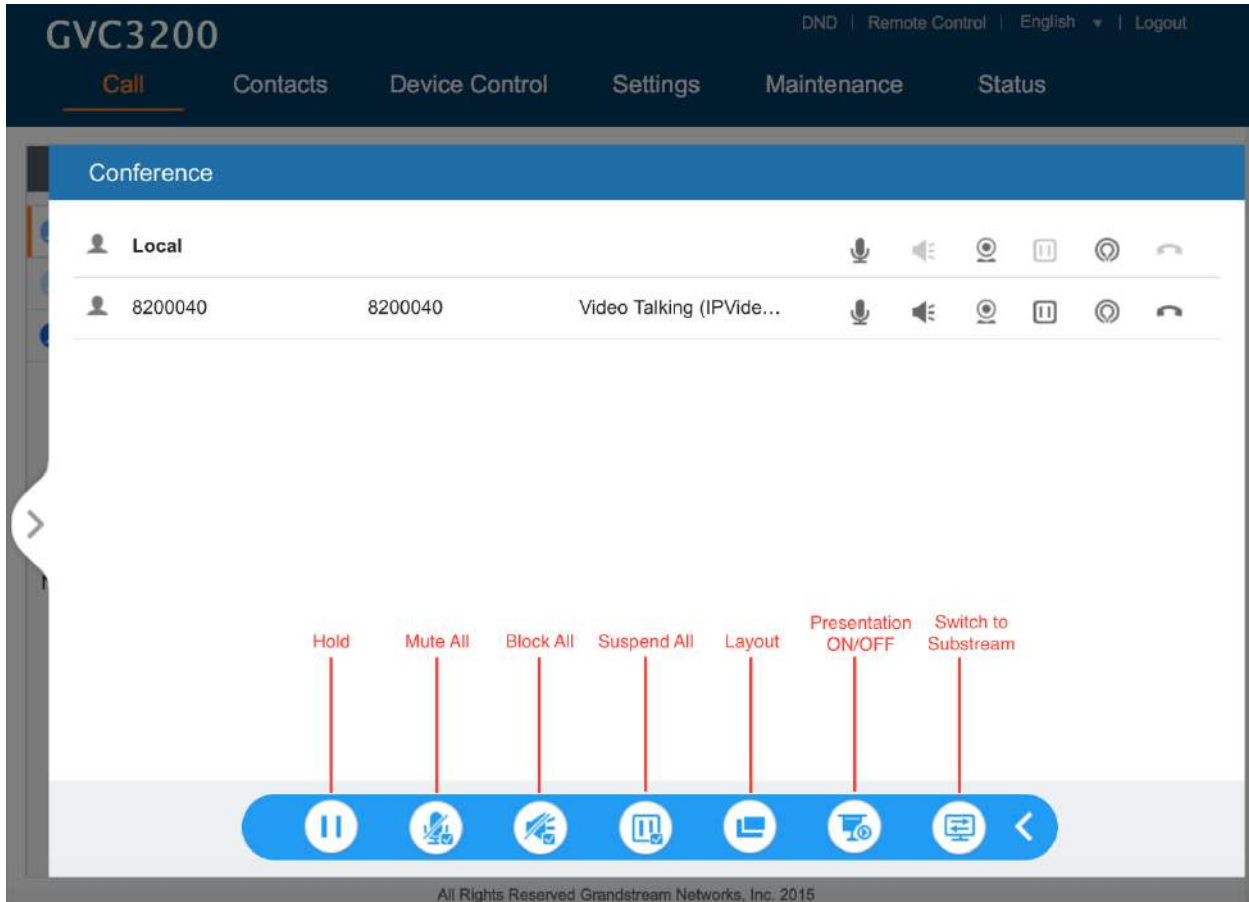 GVC3200
DND | Remote Control | English | Logout
Call Contacts Device Control Settings Maintenance Status
Conference
Local
8200040 8200040 Video Talking (IPVide...
Hold Mute All Block All Suspend All Layout Presentation ON/OFF Switch to Substream
All Rights Reserved Grandstream Networks, Inc. 2015